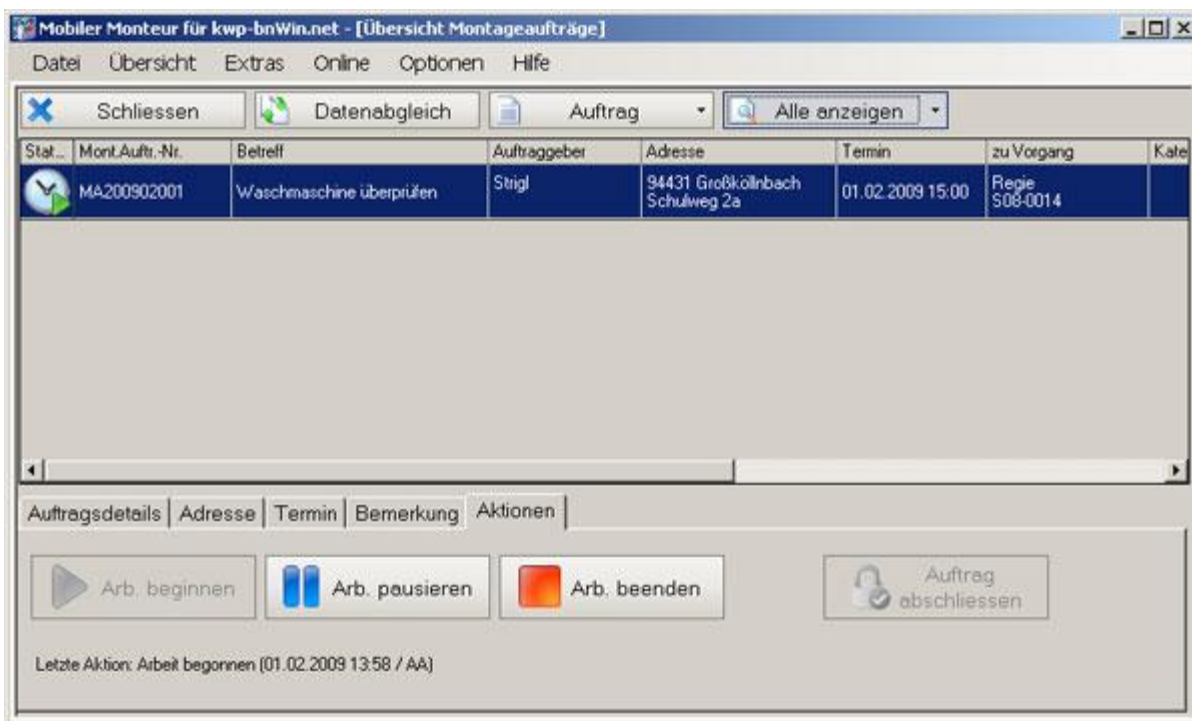 Mobiler Monteur für kwp-bnWin.net - [Übersicht Montageaufträge]
Datei Übersicht Extras Online Optionen Hilfe
Schliessen Datenabgleich Auftrag Alle anzeigen
Stat... Mont.Auftr.-Nr. Betreff Auftraggeber Adresse Termin zu Vorgang Kate
MA200902001 Waschmaschine überprüfen Strigl 94431 Großköllnbach 01.02.2009 15:00 Regie
Schulweg 2a S08-0014
Auftragsdetails Adresse Termin Bemerkung Aktionen
Arb. beginnen Arb. pausieren Arb. beenden Auftrag
abschliessen
Letzte Aktion: Arbeit begonnen (01.02.2009 13:58 / AA)